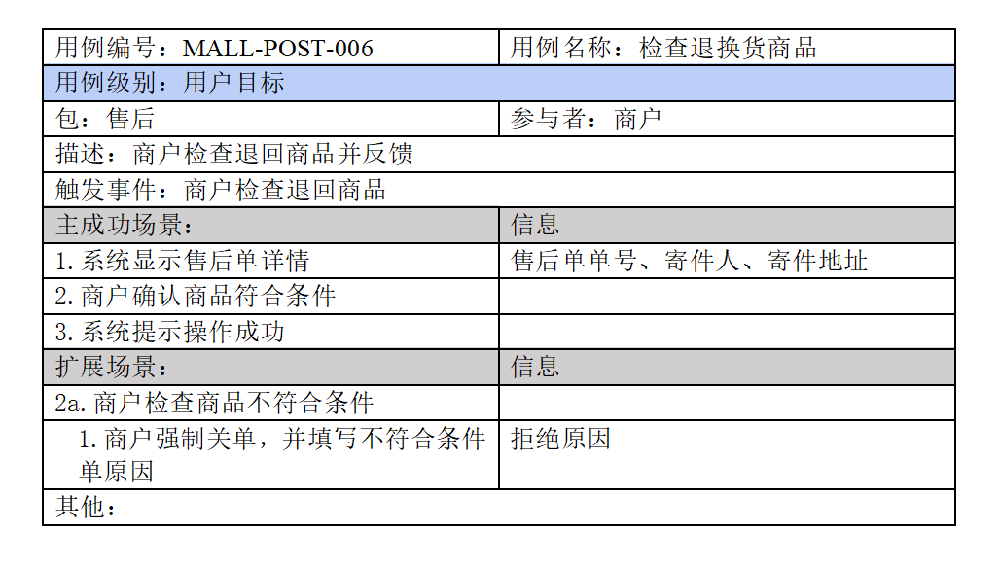 用例编号：MALL-POST-006 用例名称：检查退换货商品
用例级别：用户目标
包：售后 参与者：商户
描述：商户检查退回商品并反馈
触发事件：商户检查退回商品
主成功场景： 信息
1.系统显示售后单详情 售后单单号、寄件人、寄件地址
2.商户确认商品符合条件
3.系统提示操作成功
扩展场景： 信息
2a.商户检查商品不符合条件
1.商户强制关单，并填写不符合条件 拒绝原因
单原因
其他：